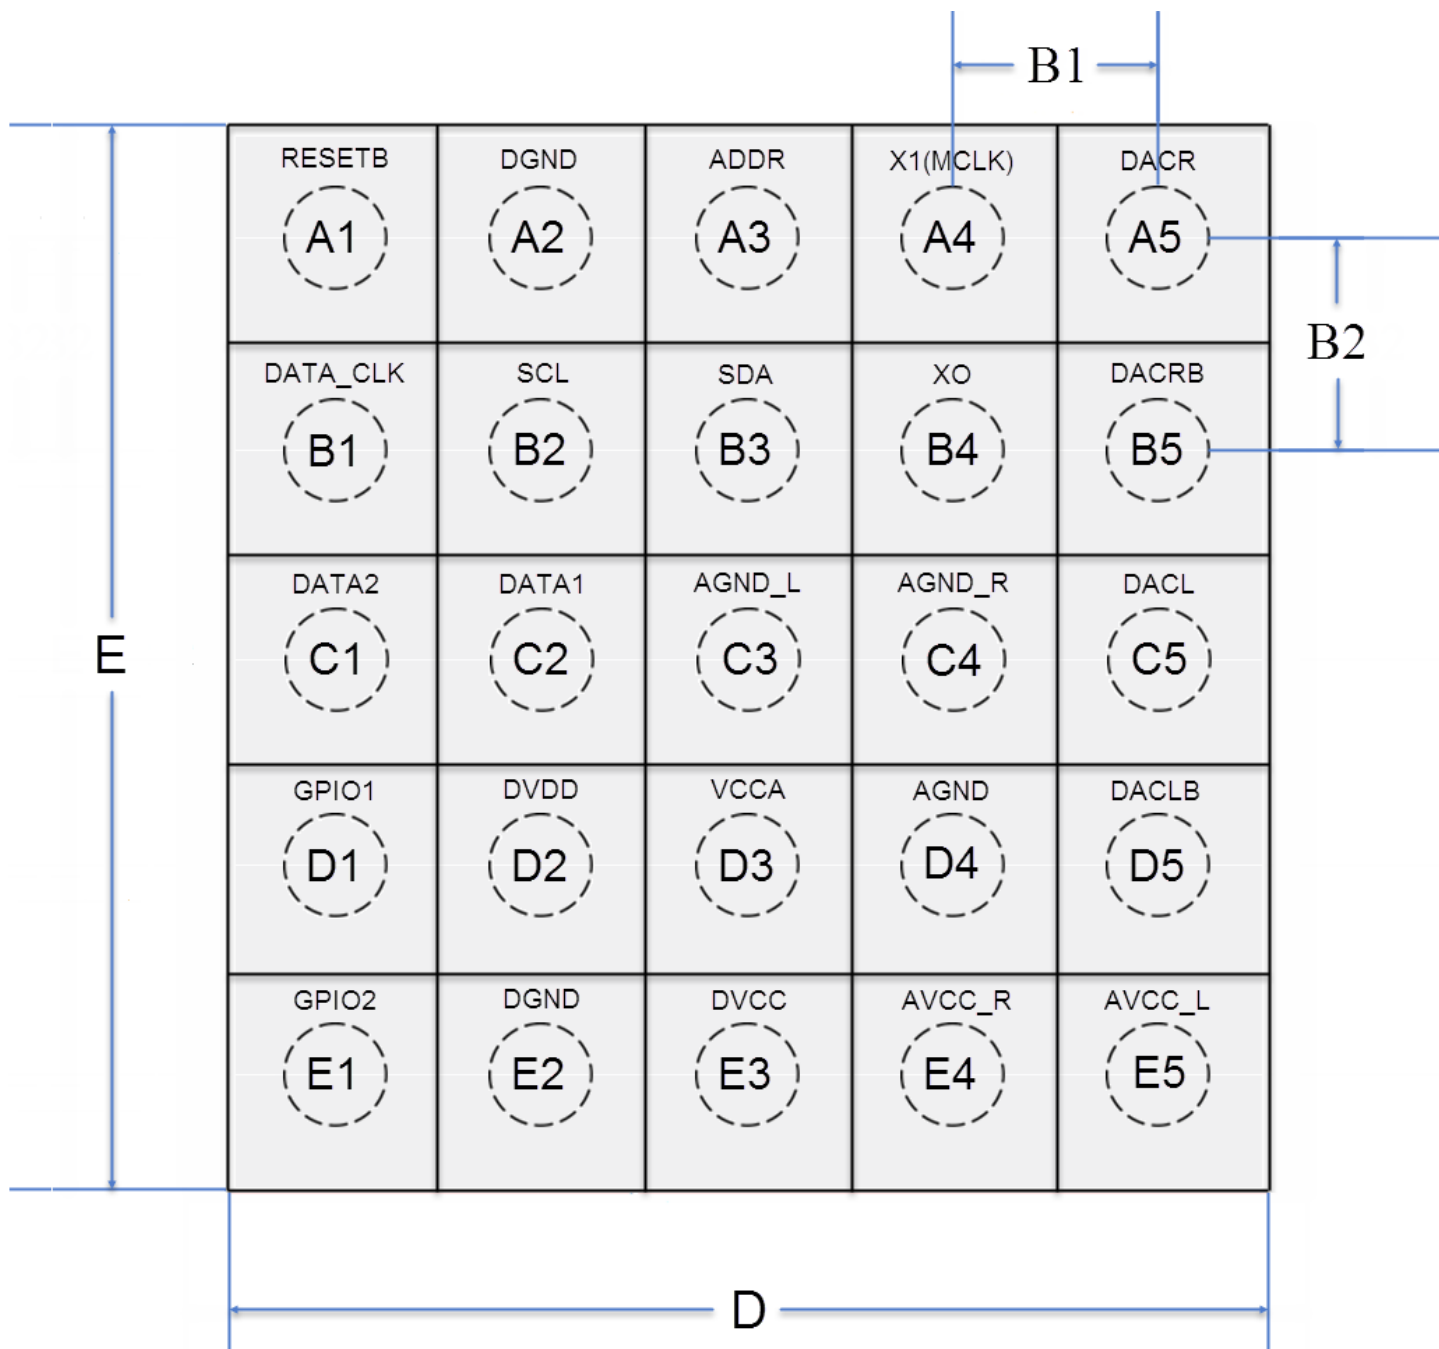 B1
RESETB DGND ADDR X1(MCLK) DACR
A1 A2 A3 A4 A5
B2
DATA_CLK SCL SDA XO DACRB
B1 B2 B3 B4 B5
DATA2 DATA1 AGND_L AGND_R DACL
E
C1 C2 C3 C4 C5
GPIO1 DVDD VCCA AGND DACLB
D1 D2 D3 D4 D5
GPIO2 DGND DVCC AVCC_R AVCC_L
E1 E2 E3 E4 E5
D